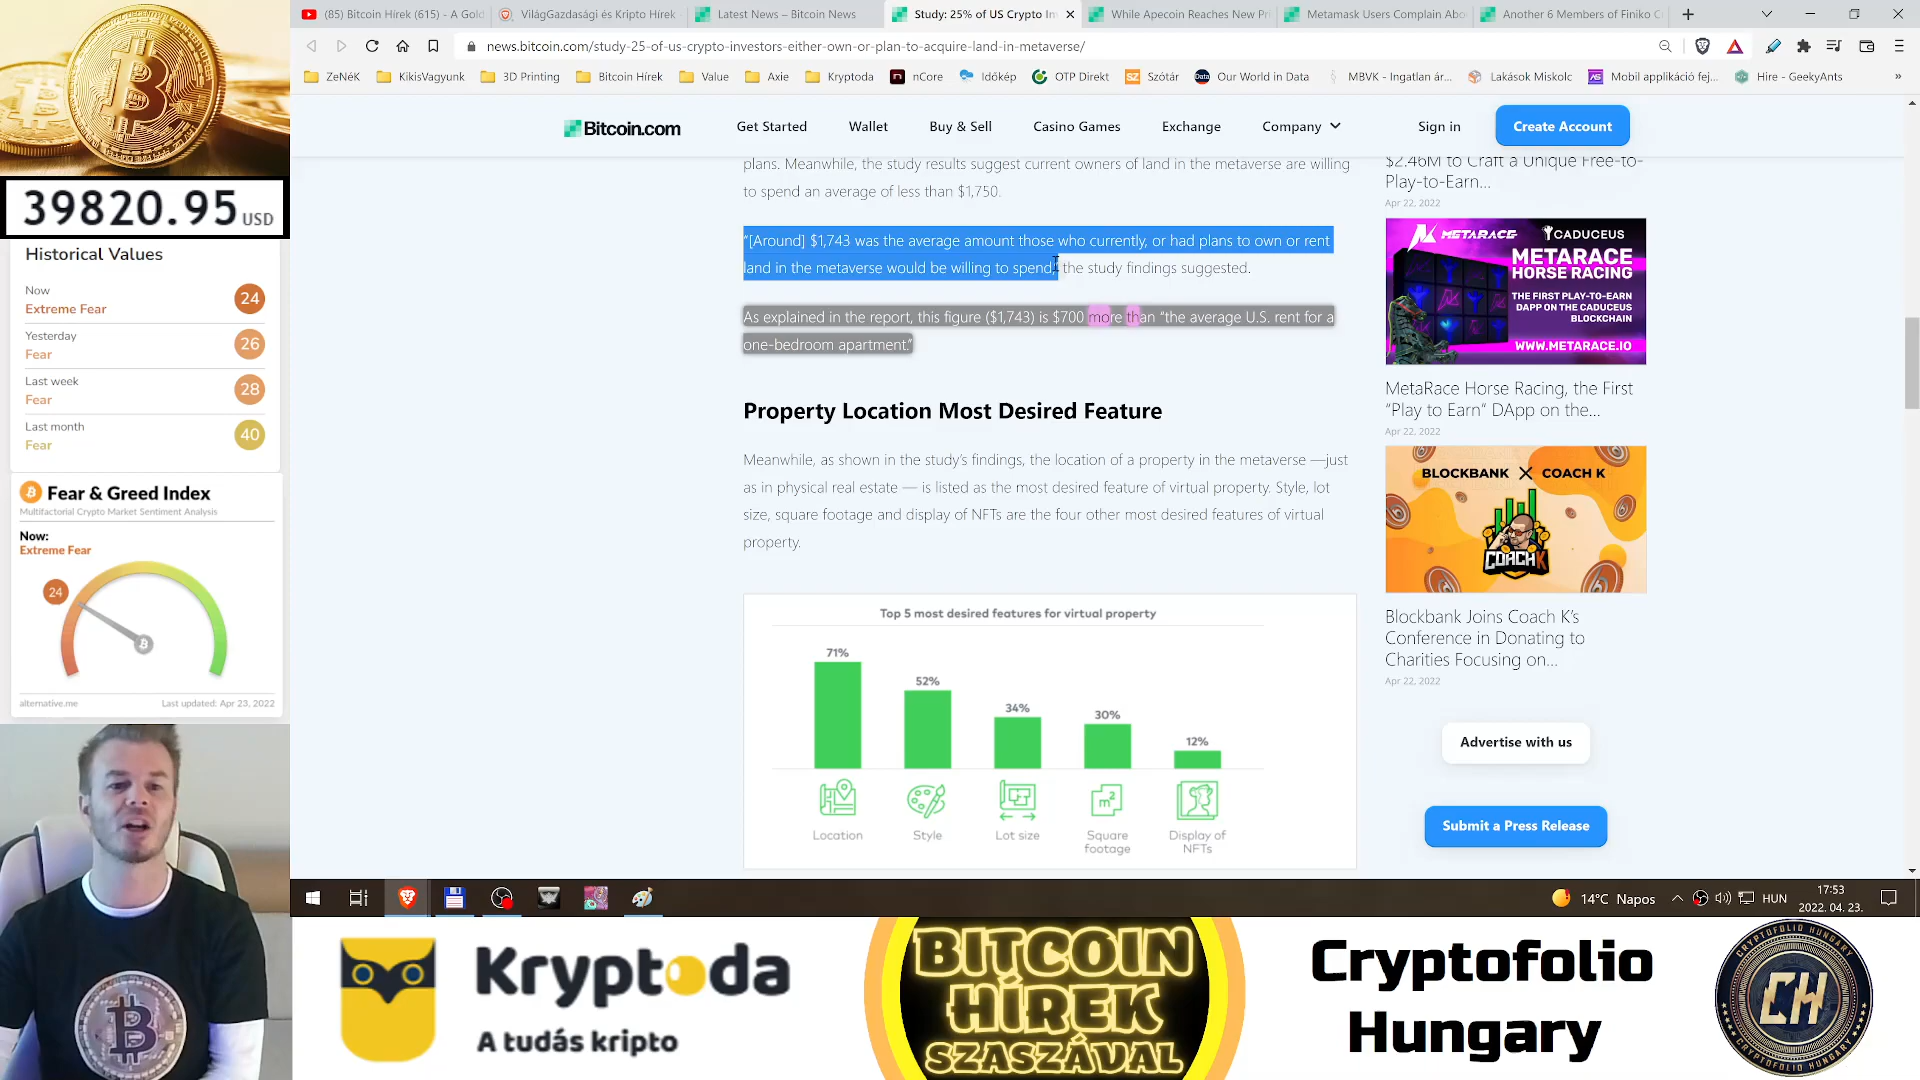 (85) Bitcoin Hírek (615) - A Gold
VilágGazdasági és Kripto Hírek
Latest News – Bitcoin News
Study: 25% of US Crypto In
While Apecoin Reaches New Pri
Metamask Users Complain Abo
Another 6 Members of Finiko C
news.bitcoin.com/study-25-of-us-crypto-investors-either-own-or-plan-to-acquire-land-in-metaverse/
ZeNéK
KikisVagyunk
3D Printing
Bitcoin Hírek
Value
Axie
Kryptoda
nCore
Időkép
OTP Direkt
Szótár
Our World in Data
MBVK - Ingatlan ár...
Lakások Miskolc
Mobil applikáció fej...
Hire - GeekyAnts
Bitcoin.com
Get Started
Wallet
Buy & Sell
Casino Games
Exchange
Company
Sign in
Create Account
plans. Meanwhile, the study results suggest current owners of land in the metaverse are willing
to spend an average of less than $1,750.
“[Around] $1,743 was the average amount those who currently, or had plans to own or rent
land in the metaverse would be willing to spend,” the study findings suggested.
As explained in the report, this figure ($1,743) is $700 more than “the average U.S. rent for a
one-bedroom apartment.”
Property Location Most Desired Feature
Meanwhile, as shown in the study’s findings, the location of a property in the metaverse —just
as in physical real estate — is listed as the most desired feature of virtual property. Style, lot
size, square footage and display of NFTs are the four other most desired features of virtual
property.
Top 5 most desired features for virtual property
71%
52%
34%
30%
12%
m²
Location
Style
Lot size
Square
footage
Display of
NFTs
$2.46M to Craft a Unique Free-to-
Play-to-Earn...
Apr 22, 2022
METARACE
CADUCEUS
METARACE
HORSE RACING
THE FIRST PLAY-TO-EARN
DAPP ON THE CADUCEUS
BLOCKCHAIN
WWW.METARACE.IO
MetaRace Horse Racing, the First
“Play to Earn” DApp on the...
Apr 22, 2022
BLOCKBANK X COACH K
COACH K
Blockbank Joins Coach K’s
Conference in Donating to
Charities Focusing on...
Apr 22, 2022
Advertise with us
Submit a Press Release
39820.95 USD
Historical Values
Now
Extreme Fear
24
Yesterday
Fear
26
Last week
Fear
28
Last month
Fear
40
Fear & Greed Index
Multifactorial Crypto Market Sentiment Analysis
Now:
Extreme Fear
24
alternative.me
Last updated: Apr 23, 2022
14°C Napos
HUN
17:53
2022. 04. 23.
Kryptoda
A tudás kripto
BITCOIN
HÍREK
SZASZÁVAL
Cryptofolio
Hungary
CRYPTOFOLIO HUNGARY
CH
CRYPTOFOLIO HUNGARY